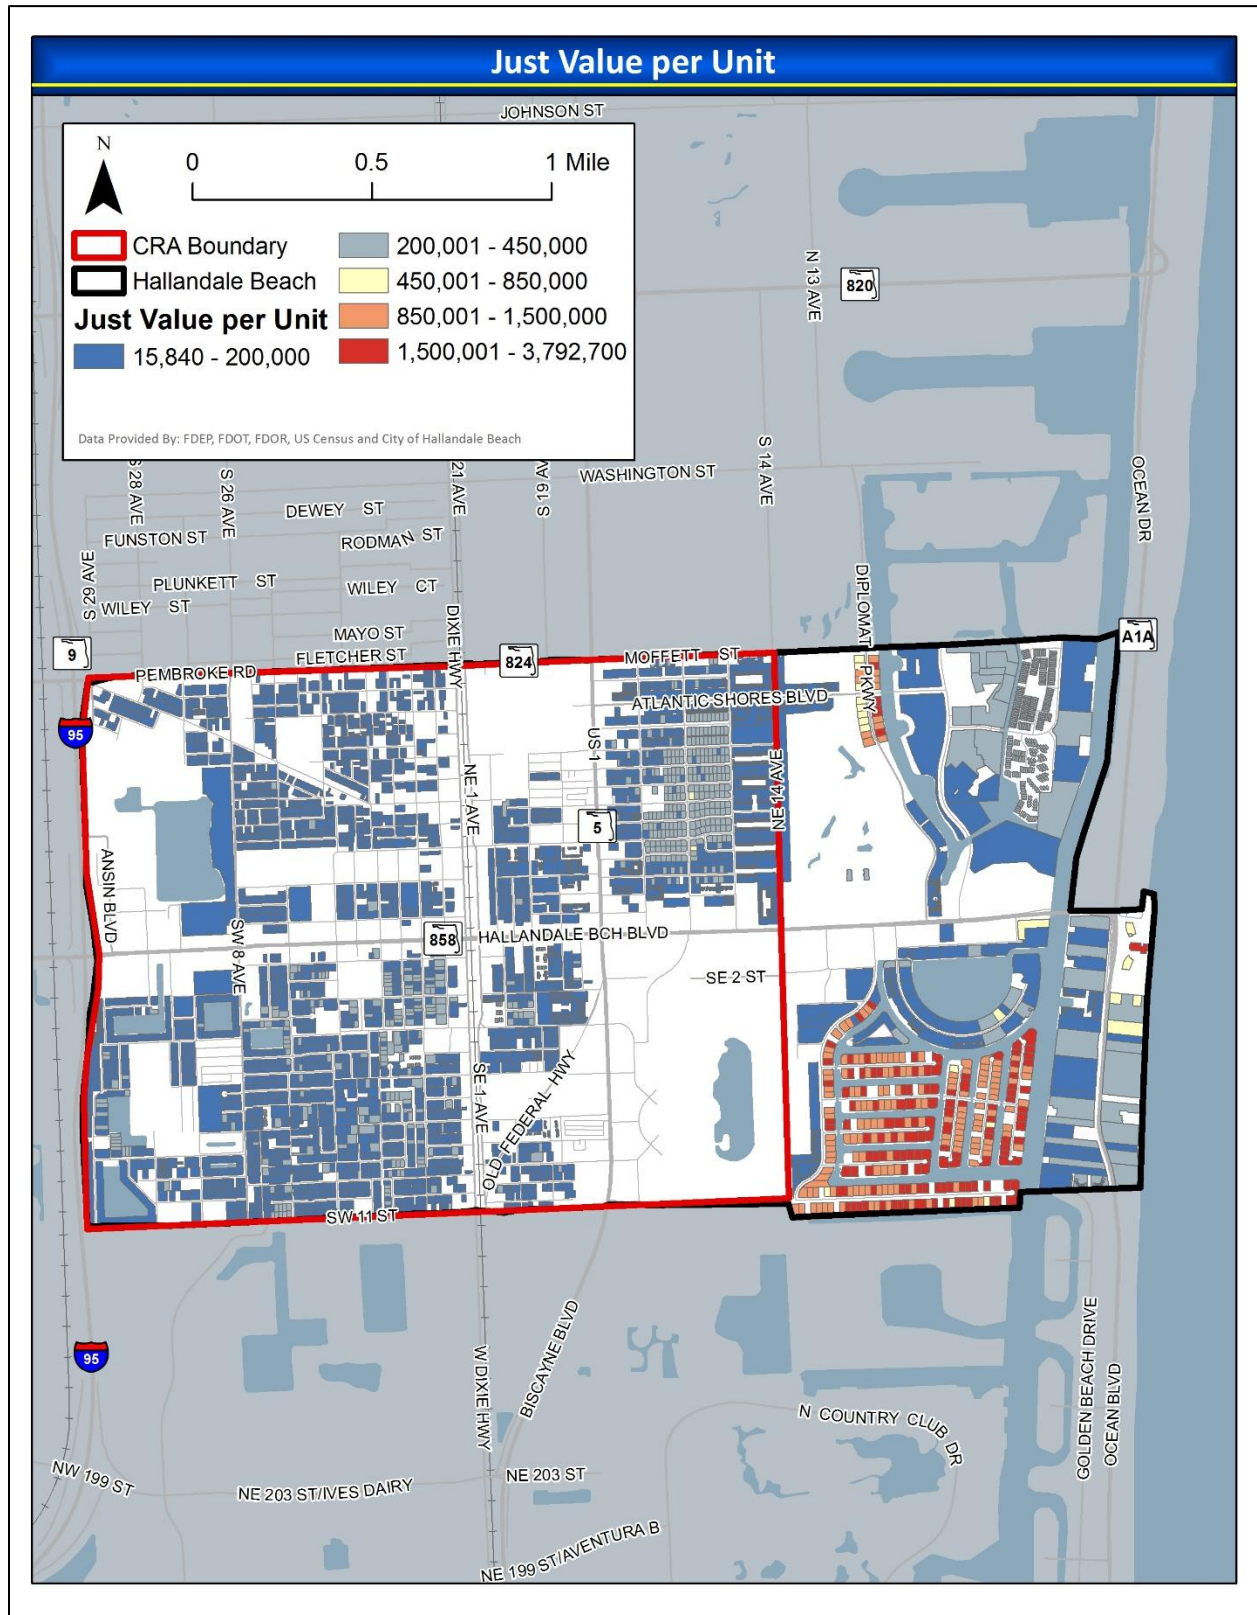 Just Value per Unit
JOHNSON ST
N
0 0.5 1 Mile
CRA Boundary
Hallandale Beach
Just Value per Unit
15,840 - 200,000
200,001 - 450,000
450,001 - 850,000
850,001 - 1,500,000
1,500,001 - 3,792,700
Data Provided By: FDEP, FDOT, FDOR, US Census and City of Hallandale Beach
N 13 AVE
820
S 28 AVE
S 26 AVE
21 AVE
S 19 AV
S 14 AVE
WASHINGTON ST
OCEAN DR
DEWEY ST
FUNSTON ST
RODMAN ST
S 29 AVE
PLUNKETT ST
WILEY CT
WILEY ST
DIPLOMAT PKWY
MAYO ST
DIXIE HWY
9
824
A1A
FLETCHER ST
MOFFETT ST
PEMBROKE RD
ATLANTIC SHORES BLVD
95
US 1
NE 1 AVE
NE 14 AVE
5
ANSIN BLVD
SW 8 AVE
858
HALLANDALE BCH BLVD
SE 2 ST
SE 1 AVE
OLD FEDERAL HWY
SW 11 ST
95
W DIXIE HWY
BISCAYNE BLVD
GOLDEN BEACH DRIVE
OCEAN BLVD
N COUNTRY CLUB DR
NW 199 ST
NE 203 ST/IVES DAIRY
NE 203 ST
NE 199 ST/AVENTURA B